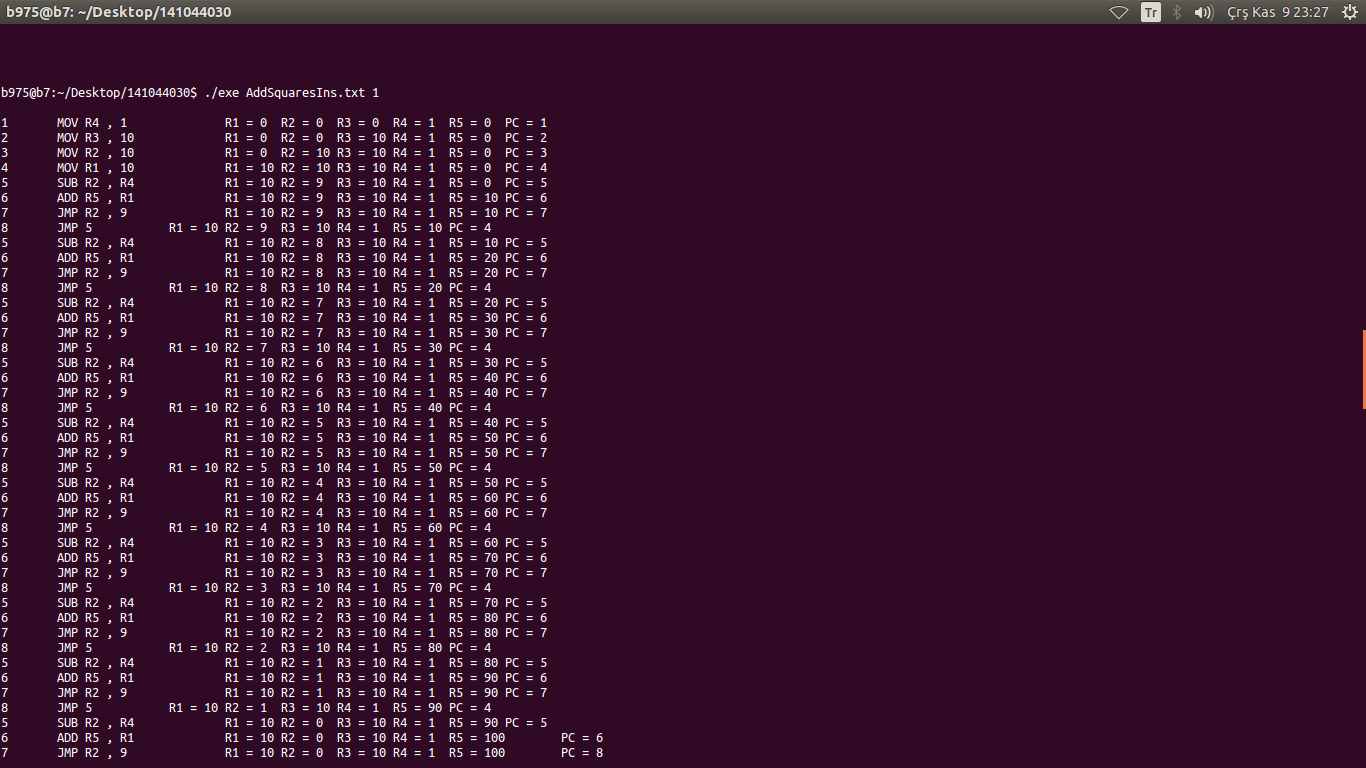 b975@b7: ~/Desktop/141044030 Tr Çrş Kas 9 23:27
b975@b7:~/Desktop/141044030$ ./exe AddSquaresIns.txt 1
1 MOV R4 , 1 R1 = 0 R2 = 0 R3 = 0 R4 = 1 R5 = 0 PC = 1
2 MOV R3 , 10 R1 = 0 R2 = 0 R3 = 10 R4 = 1 R5 = 0 PC = 2
3 MOV R2 , 10 R1 = 0 R2 = 10 R3 = 10 R4 = 1 R5 = 0 PC = 3
4 MOV R1 , 10 R1 = 10 R2 = 10 R3 = 10 R4 = 1 R5 = 0 PC = 4
5 SUB R2 , R4 R1 = 10 R2 = 9 R3 = 10 R4 = 1 R5 = 0 PC = 5
6 ADD R5 , R1 R1 = 10 R2 = 9 R3 = 10 R4 = 1 R5 = 10 PC = 6
7 JMP R2 , 9 R1 = 10 R2 = 9 R3 = 10 R4 = 1 R5 = 10 PC = 7
8 JMP 5 R1 = 10 R2 = 9 R3 = 10 R4 = 1 R5 = 10 PC = 4
5 SUB R2 , R4 R1 = 10 R2 = 8 R3 = 10 R4 = 1 R5 = 10 PC = 5
6 ADD R5 , R1 R1 = 10 R2 = 8 R3 = 10 R4 = 1 R5 = 20 PC = 6
7 JMP R2 , 9 R1 = 10 R2 = 8 R3 = 10 R4 = 1 R5 = 20 PC = 7
8 JMP 5 R1 = 10 R2 = 8 R3 = 10 R4 = 1 R5 = 20 PC = 4
5 SUB R2 , R4 R1 = 10 R2 = 7 R3 = 10 R4 = 1 R5 = 20 PC = 5
6 ADD R5 , R1 R1 = 10 R2 = 7 R3 = 10 R4 = 1 R5 = 30 PC = 6
7 JMP R2 , 9 R1 = 10 R2 = 7 R3 = 10 R4 = 1 R5 = 30 PC = 7
8 JMP 5 R1 = 10 R2 = 7 R3 = 10 R4 = 1 R5 = 30 PC = 4
5 SUB R2 , R4 R1 = 10 R2 = 6 R3 = 10 R4 = 1 R5 = 30 PC = 5
6 ADD R5 , R1 R1 = 10 R2 = 6 R3 = 10 R4 = 1 R5 = 40 PC = 6
7 JMP R2 , 9 R1 = 10 R2 = 6 R3 = 10 R4 = 1 R5 = 40 PC = 7
8 JMP 5 R1 = 10 R2 = 6 R3 = 10 R4 = 1 R5 = 40 PC = 4
5 SUB R2 , R4 R1 = 10 R2 = 5 R3 = 10 R4 = 1 R5 = 40 PC = 5
6 ADD R5 , R1 R1 = 10 R2 = 5 R3 = 10 R4 = 1 R5 = 50 PC = 6
7 JMP R2 , 9 R1 = 10 R2 = 5 R3 = 10 R4 = 1 R5 = 50 PC = 7
8 JMP 5 R1 = 10 R2 = 5 R3 = 10 R4 = 1 R5 = 50 PC = 4
5 SUB R2 , R4 R1 = 10 R2 = 4 R3 = 10 R4 = 1 R5 = 50 PC = 5
6 ADD R5 , R1 R1 = 10 R2 = 4 R3 = 10 R4 = 1 R5 = 60 PC = 6
7 JMP R2 , 9 R1 = 10 R2 = 4 R3 = 10 R4 = 1 R5 = 60 PC = 7
8 JMP 5 R1 = 10 R2 = 4 R3 = 10 R4 = 1 R5 = 60 PC = 4
5 SUB R2 , R4 R1 = 10 R2 = 3 R3 = 10 R4 = 1 R5 = 60 PC = 5
6 ADD R5 , R1 R1 = 10 R2 = 3 R3 = 10 R4 = 1 R5 = 70 PC = 6
7 JMP R2 , 9 R1 = 10 R2 = 3 R3 = 10 R4 = 1 R5 = 70 PC = 7
8 JMP 5 R1 = 10 R2 = 3 R3 = 10 R4 = 1 R5 = 70 PC = 4
5 SUB R2 , R4 R1 = 10 R2 = 2 R3 = 10 R4 = 1 R5 = 70 PC = 5
6 ADD R5 , R1 R1 = 10 R2 = 2 R3 = 10 R4 = 1 R5 = 80 PC = 6
7 JMP R2 , 9 R1 = 10 R2 = 2 R3 = 10 R4 = 1 R5 = 80 PC = 7
8 JMP 5 R1 = 10 R2 = 2 R3 = 10 R4 = 1 R5 = 80 PC = 4
5 SUB R2 , R4 R1 = 10 R2 = 1 R3 = 10 R4 = 1 R5 = 80 PC = 5
6 ADD R5 , R1 R1 = 10 R2 = 1 R3 = 10 R4 = 1 R5 = 90 PC = 6
7 JMP R2 , 9 R1 = 10 R2 = 1 R3 = 10 R4 = 1 R5 = 90 PC = 7
8 JMP 5 R1 = 10 R2 = 1 R3 = 10 R4 = 1 R5 = 90 PC = 4
5 SUB R2 , R4 R1 = 10 R2 = 0 R3 = 10 R4 = 1 R5 = 90 PC = 5
6 ADD R5 , R1 R1 = 10 R2 = 0 R3 = 10 R4 = 1 R5 = 100 PC = 6
7 JMP R2 , 9 R1 = 10 R2 = 0 R3 = 10 R4 = 1 R5 = 100 PC = 8